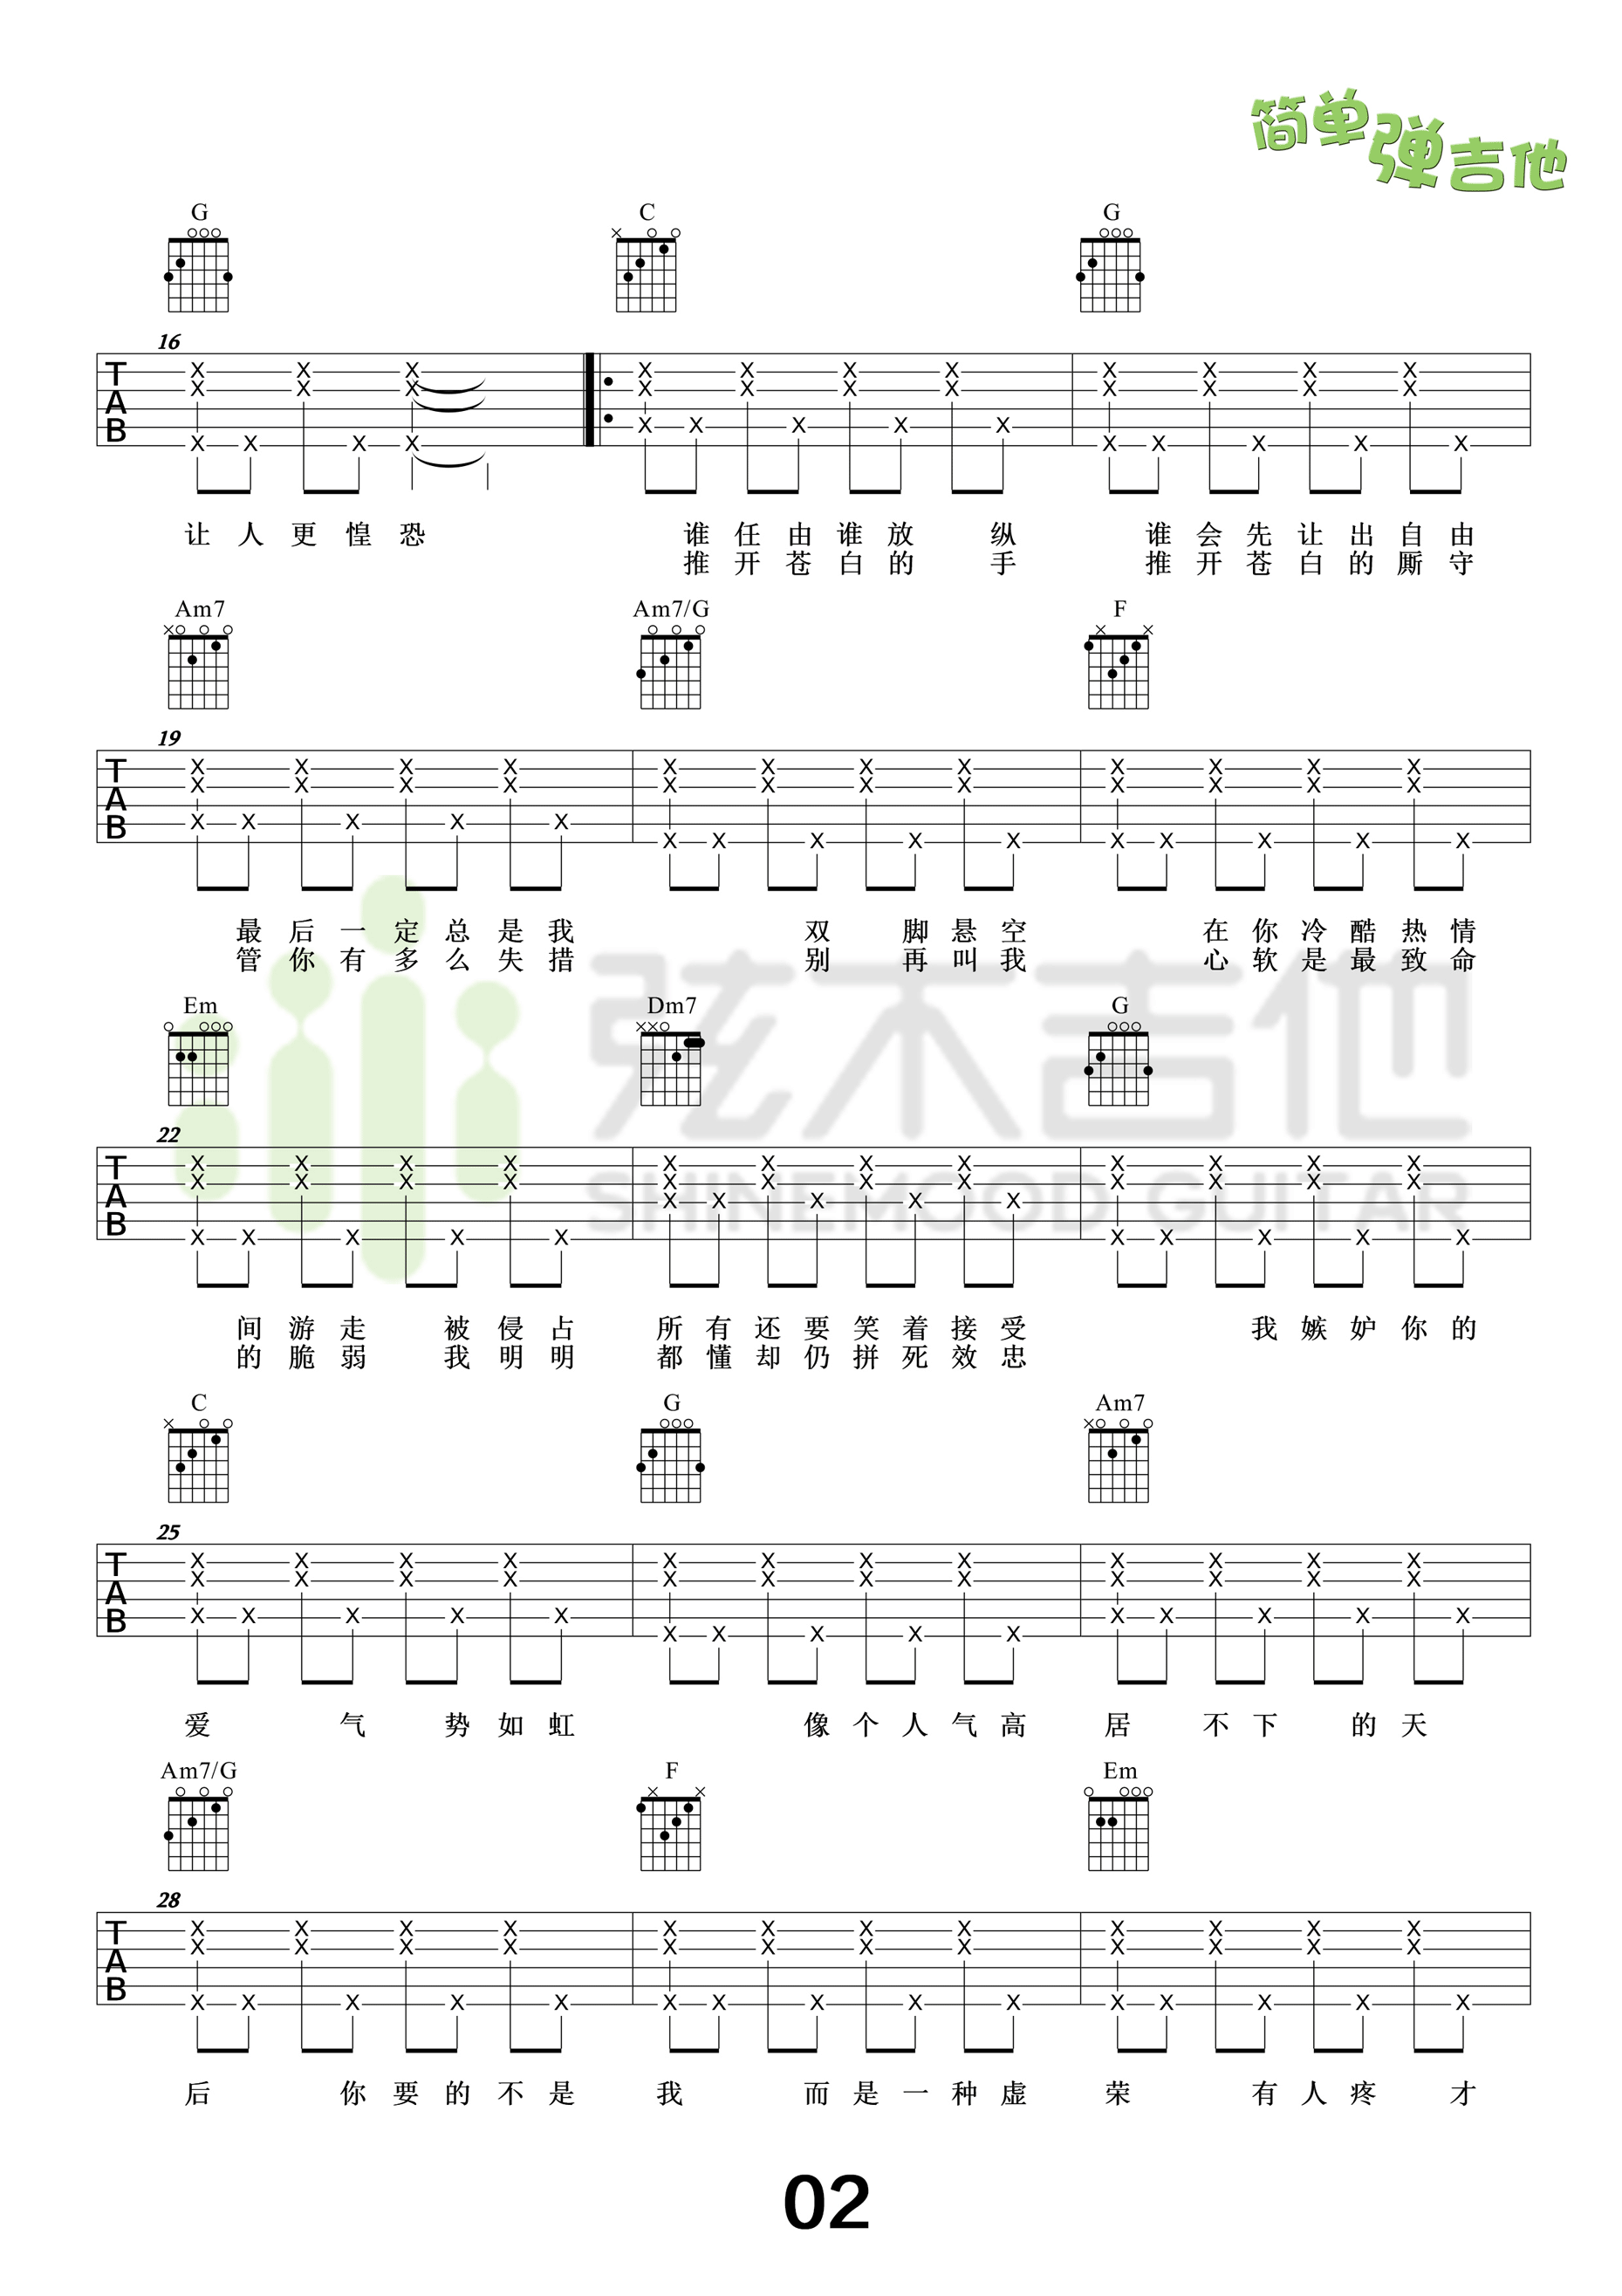 简单弹吉他
G C G
16
让人更惶恐 谁任由谁放 纵 谁会先让出自由
推开苍白的 手 推开苍白的厮守
Am7 Am7/G F
19
最后一定总是我 双 脚悬空 在你冷酷热情
管你有多么失措 别 再叫我 心软是最致命
Em Dm7 G
弦木吉他
22
SHINEMOOD GUITAR
间游走 被侵占 所有还要笑着接受 我嫉妒你的
的脆弱 我明明 都懂却仍拼死效忠
C G Am7
25
爱 气 势如虹 像个人气高 居 不下 的天
Am7/G F Em
28
后 你要的不是 我 而是一种虚 荣 有人疼 才
02